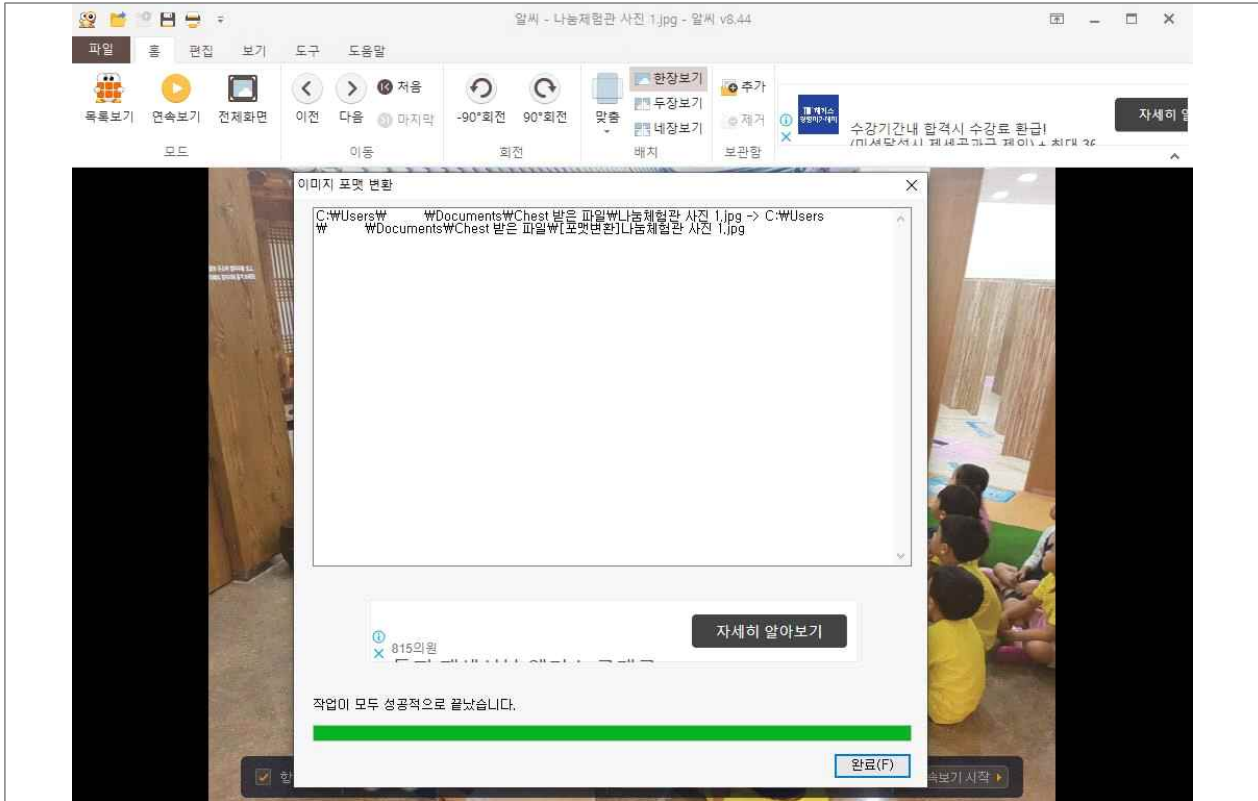 알씨 - 나눔체험관 사진 1.jpg - 알씨 v8.44
파일 홈 편집 보기 도구 도움말
목록보기 연속보기 전체화면 이전 다음 처음 마지막 -90°회전 90°회전 맞춤 한장보기 두장보기 네장보기 추가 제거
모드 이동 회전 배치 보관함
수강기간내 합격시 수강료 환급!
자세히
이미지 포맷 변환
C:₩Users₩ ₩Documents₩Chest 받은 파일₩나눔체험관 사진 1.jpg -> C:₩Users
₩ ₩Documents₩Chest 받은 파일₩[포맷변환]나눔체험관 사진 1.jpg
815의원
자세히 알아보기
작업이 모두 성공적으로 끝났습니다.
완료(F)
속보기 시작